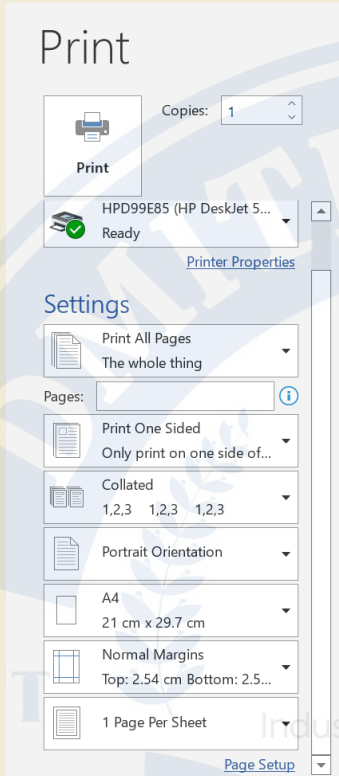 Print
Copies: 1
Print
HPD99E85 (HP DeskJet 5...
Ready
Printer Properties
Settings
Print All Pages
The whole thing
Pages:
Print One Sided
Only print on one side of...
Collated
1,2,3 1,2,3 1,2,3
Portrait Orientation
A4
21 cm x 29.7 cm
Normal Margins
Top: 2.54 cm Bottom: 2.5...
1 Page Per Sheet
Page Setup